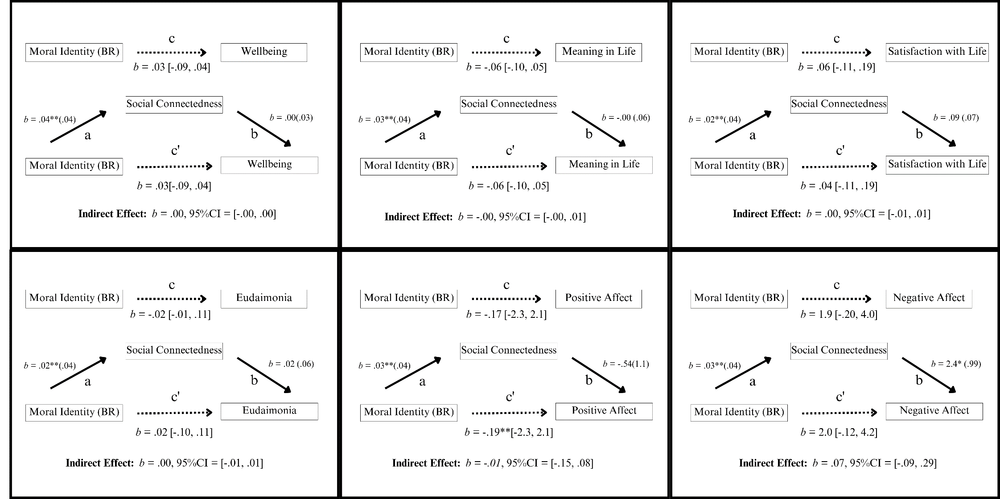 c
Moral Identity (BR)
Wellbeing
b = .03 [-.09, .04]
Social Connectedness
b = .04**(.04)
b = .00(.03)
a
b
c'
Moral Identity (BR)
Wellbeing
b = .03[-.09, .04]
Indirect Effect: b = .00, 95%CI = [-.00, .00]
c
Moral Identity (BR)
Meaning in Life
b = -.06 [-.10, .05]
Social Connectedness
b = .03**(.04)
b = -.00 (.06)
a
b
c'
Moral Identity (BR)
Meaning in Life
b = -.06 [-.10, .05]
Indirect Effect: b = -.00, 95%CI = [-.00, .01]
c
Moral Identity (BR)
Satisfaction with Life
b = .06 [-.11, .19]
Social Connectedness
b = .02**(.04)
b = .09 (.07)
a
b
c'
Moral Identity (BR)
Satisfaction with Life
b = .04 [-.11, .19]
Indirect Effect: b = .00, 95%CI = [-.01, .01]
c
Moral Identity (BR)
Eudaimonia
b = -.02 [-.01, .11]
Social Connectedness
b = .02**(.04)
b = .02 (.06)
a
b
c'
Moral Identity (BR)
Eudaimonia
b = .02 [-.10, .11]
Indirect Effect: b = .00, 95%CI = [-.01, .01]
c
Moral Identity (BR)
Positive Affect
b = -.17 [-2.3, 2.1]
Social Connectedness
b = .03**(.04)
b = -.54(1.1)
a
b
c'
Moral Identity (BR)
Positive Affect
b = -.19**[-2.3, 2.1]
Indirect Effect: b = -.01, 95%CI = [-.15, .08]
c
Moral Identity (BR)
Negative Affect
b = 1.9 [-.20, 4.0]
Social Connectedness
b = .03**(.04)
b = 2.4* (.99)
a
b
c'
Moral Identity (BR)
Negative Affect
b = 2.0 [-.12, 4.2]
Indirect Effect: b = .07, 95%CI = [-.09, .29]